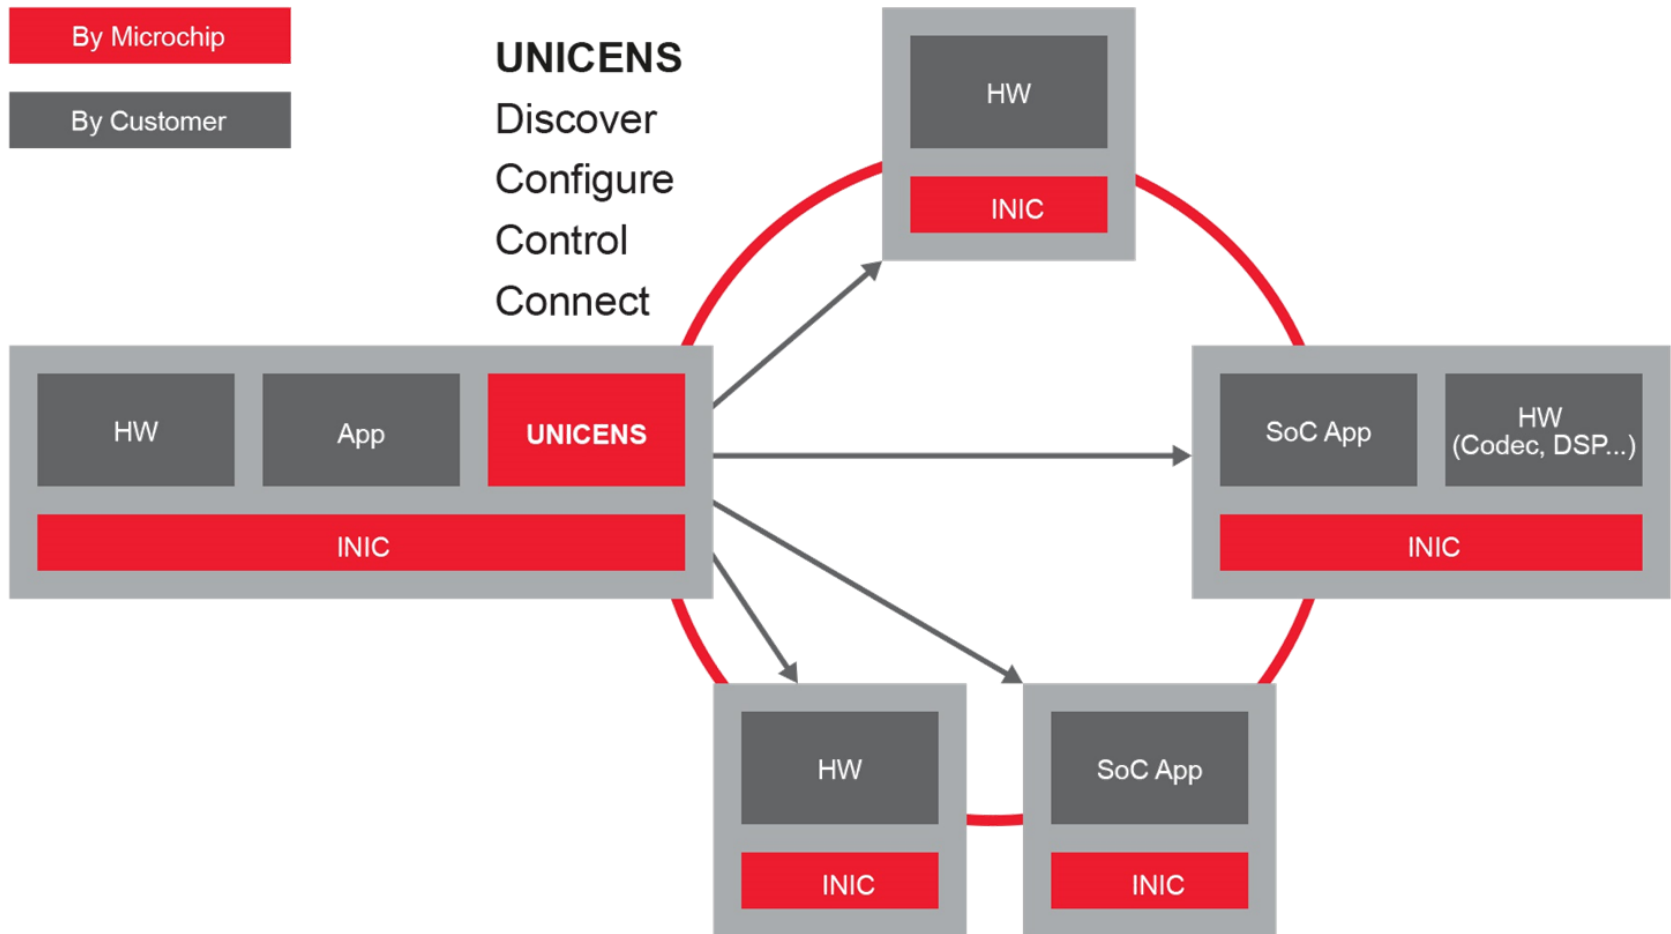 By Microchip
By Customer
UNICENS
Discover
Configure
Control
Connect
HW
INIC
HW
App
UNICENS
INIC
SoC App
HW
(Codec, DSP...)
INIC
HW
INIC
SoC App
INIC